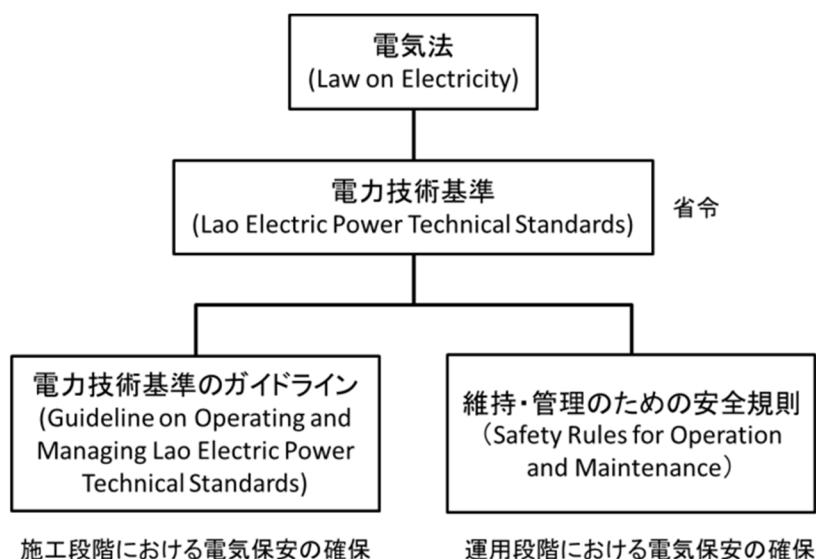 電気法
(Law on Electricity)
電力技術基準
(Lao Electric Power Technical Standards)
省令
電力技術基準のガイドライン
(Guideline on Operating and
Managing Lao Electric Power
Technical Standards)
維持・管理のための安全規則
（Safety Rules for Operation
and Maintenance）
施工段階における電気保安の確保
運用段階における電気保安の確保